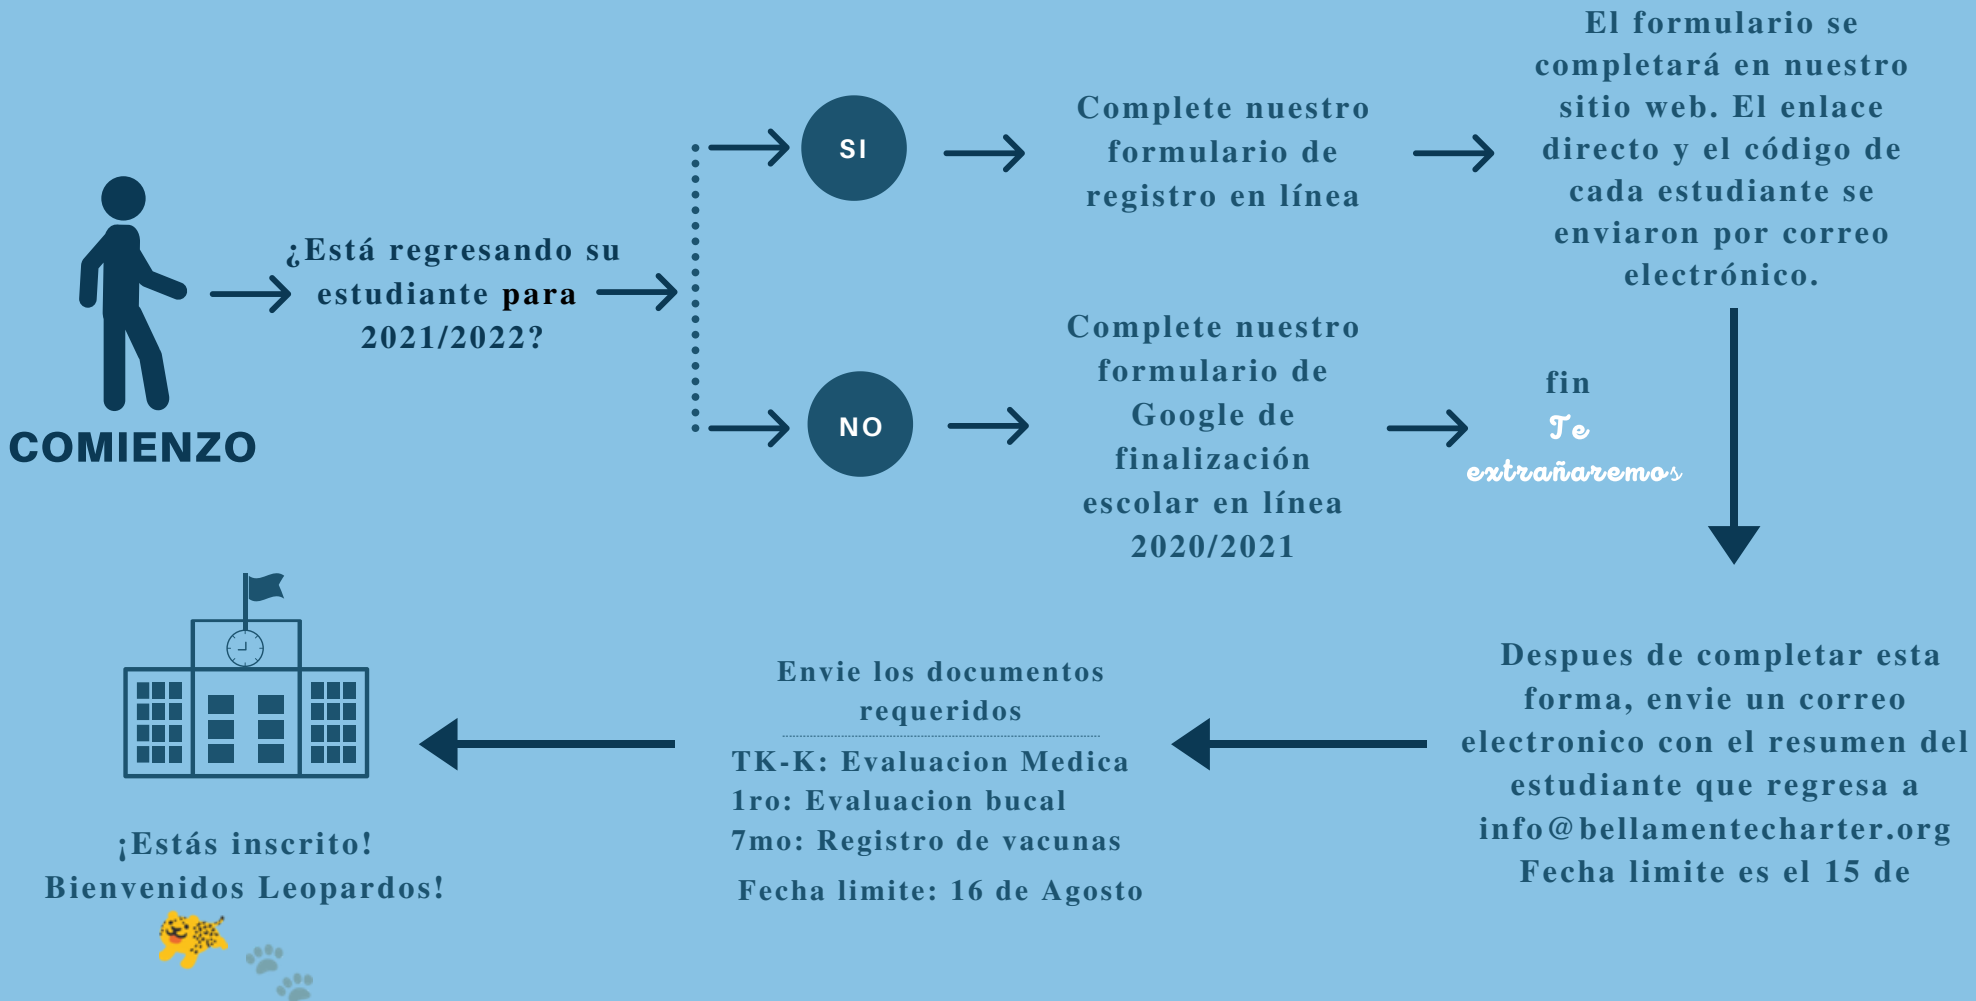 COMIENZO
¿Está regresando su
estudiante para
2021/2022?
SI
Complete nuestro
formulario de
registro en línea
El formulario se
completará en nuestro
sitio web. El enlace
directo y el código de
cada estudiante se
enviaron por correo
electrónico.
NO
Complete nuestro
formulario de
Google de
finalización
escolar en línea
2020/2021
fin
Te
extrañaremos
Despues de completar esta
forma, envie un correo
electronico con el resumen del
estudiante que regresa a
info@bellamentecharter.org
Fecha limite es el 15 de
Envie los documentos
requeridos
TK-K: Evaluacion Medica
1ro: Evaluacion bucal
7mo: Registro de vacunas
Fecha limite: 16 de Agosto
¡Estás inscrito!
Bienvenidos Leopardos!